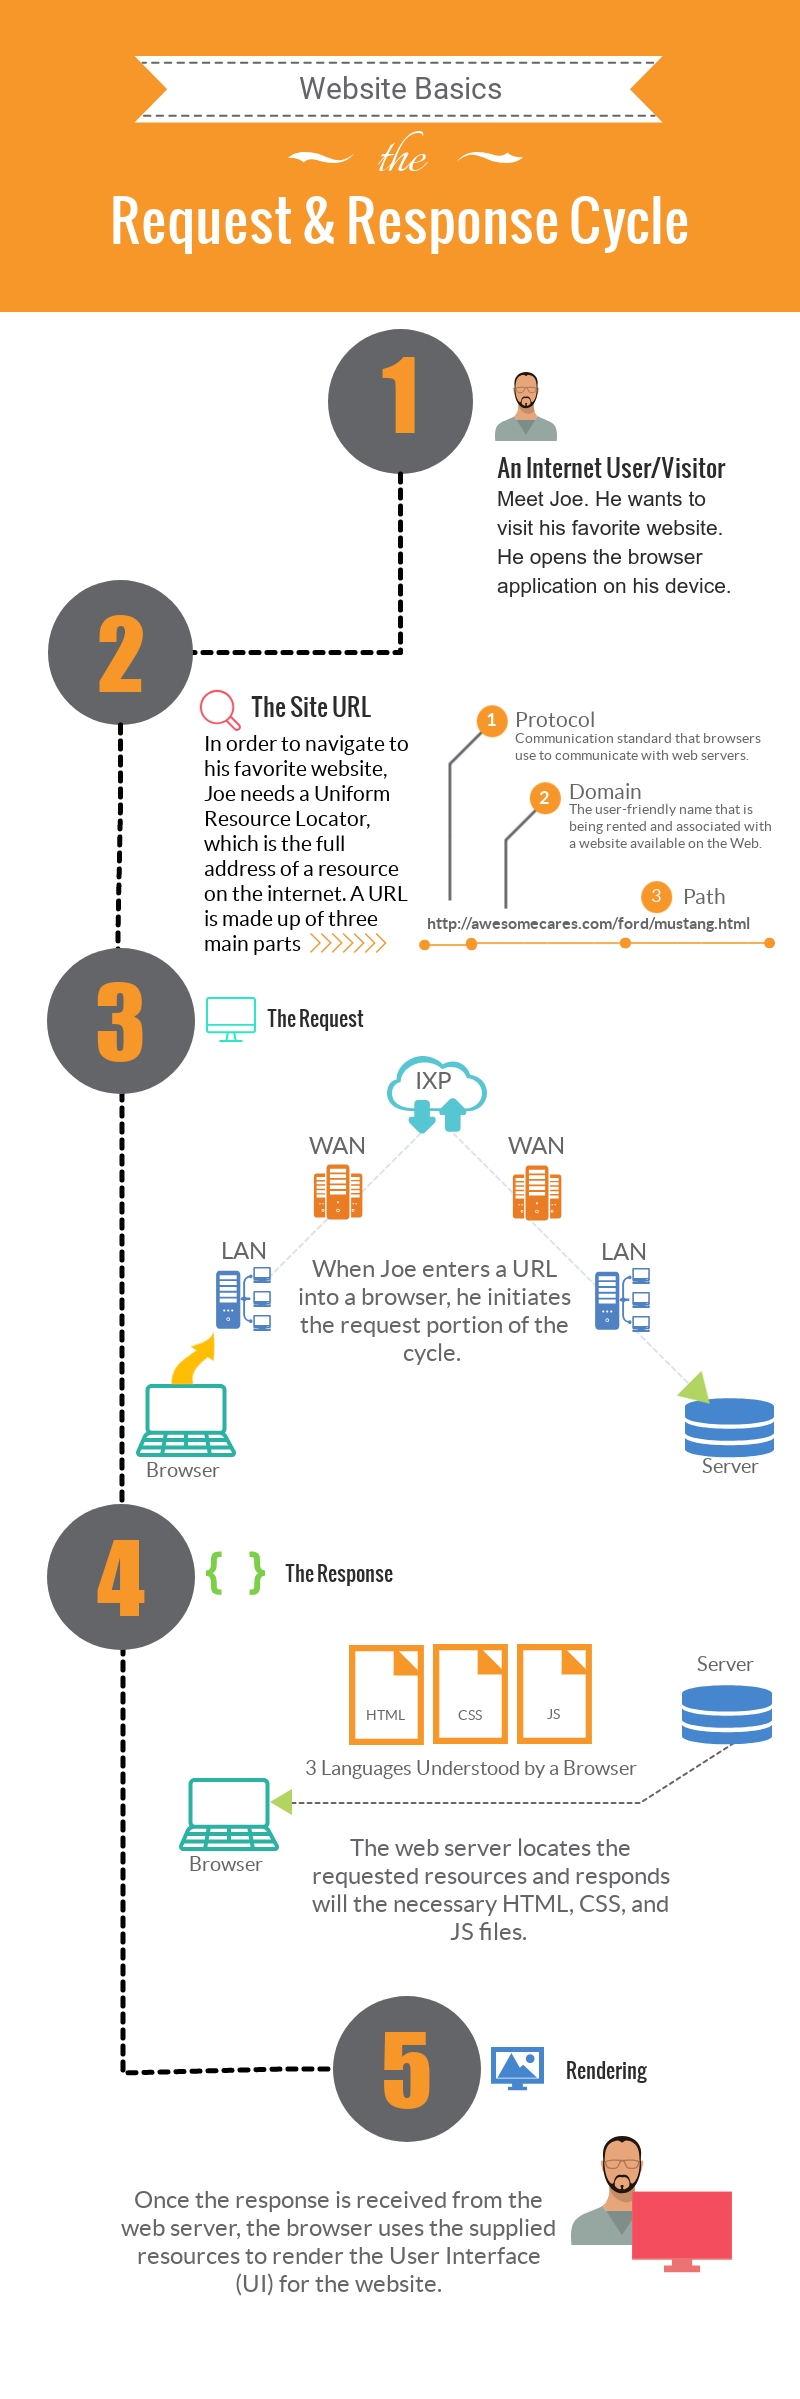 Website Basics
the
Request & Response Cycle
1
An Internet User/Visitor
Meet Joe. He wants to
visit his favorite website.
He opens the browser
application on his device.
2
The Site URL
In order to navigate to
his favorite website,
Joe needs a Uniform
Resource Locator,
which is the full
address of a resource
on the internet. A URL
is made up of three
main parts
1 Protocol
Communication standard that browsers
use to communicate with web servers.
2 Domain
The user-friendly name that is
being rented and associated with
a website available on the Web.
3 Path
http://awesomecares.com/ford/mustang.html
3
The Request
IXP
WAN
WAN
LAN
LAN
When Joe enters a URL
into a browser, he initiates
the request portion of the
cycle.
Browser
Server
4
{ }
The Response
HTML
CSS
JS
Server
3 Languages Understood by a Browser
Browser
The web server locates the
requested resources and responds
will the necessary HTML, CSS, and
JS files.
5
Rendering
Once the response is received from the
web server, the browser uses the supplied
resources to render the User Interface
(UI) for the website.